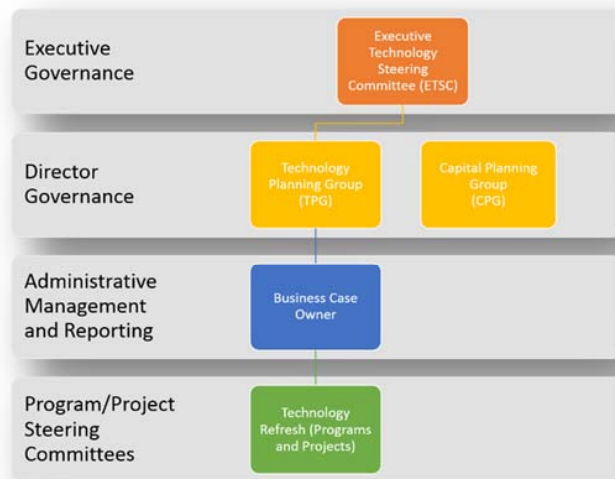 Executive
Governance
Executive
Technology
Steering
Committee (ETSC)
Director
Governance
Technology
Planning Group
(TPG)
Capital Planning
Group
(CPG)
Administrative
Management
and Reporting
Business Case
Owner
Program/Project
Steering
Committees
Technology
Refresh (Programs
and Projects)